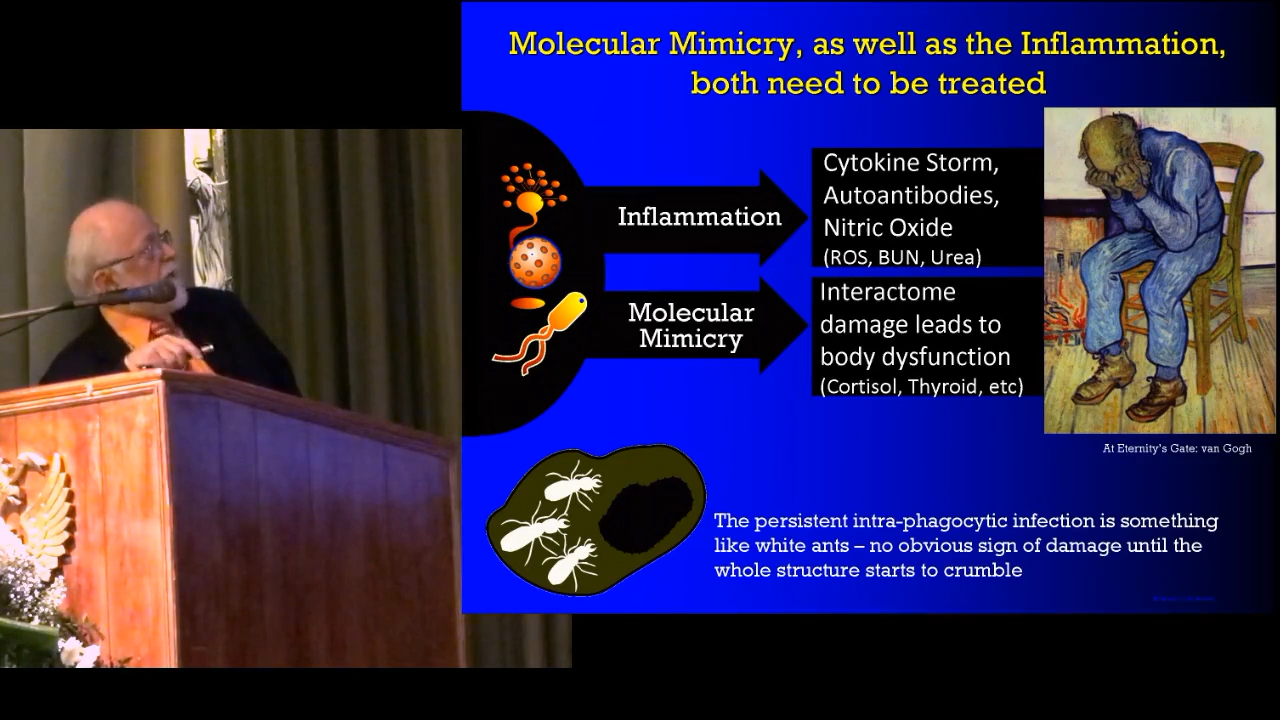 Molecular Mimicry, as well as the Inflammation,
both need to be treated
Inflammation
Cytokine Storm,
Autoantibodies,
Nitric Oxide
(ROS, BUN, Urea)
Molecular
Mimicry
Interactome
damage leads to
body dysfunction
(Cortisol, Thyroid, etc)
At Eternity's Gate: van Gogh
The persistent intra-phagocytic infection is something
like white ants – no obvious sign of damage until the
whole structure starts to crumble